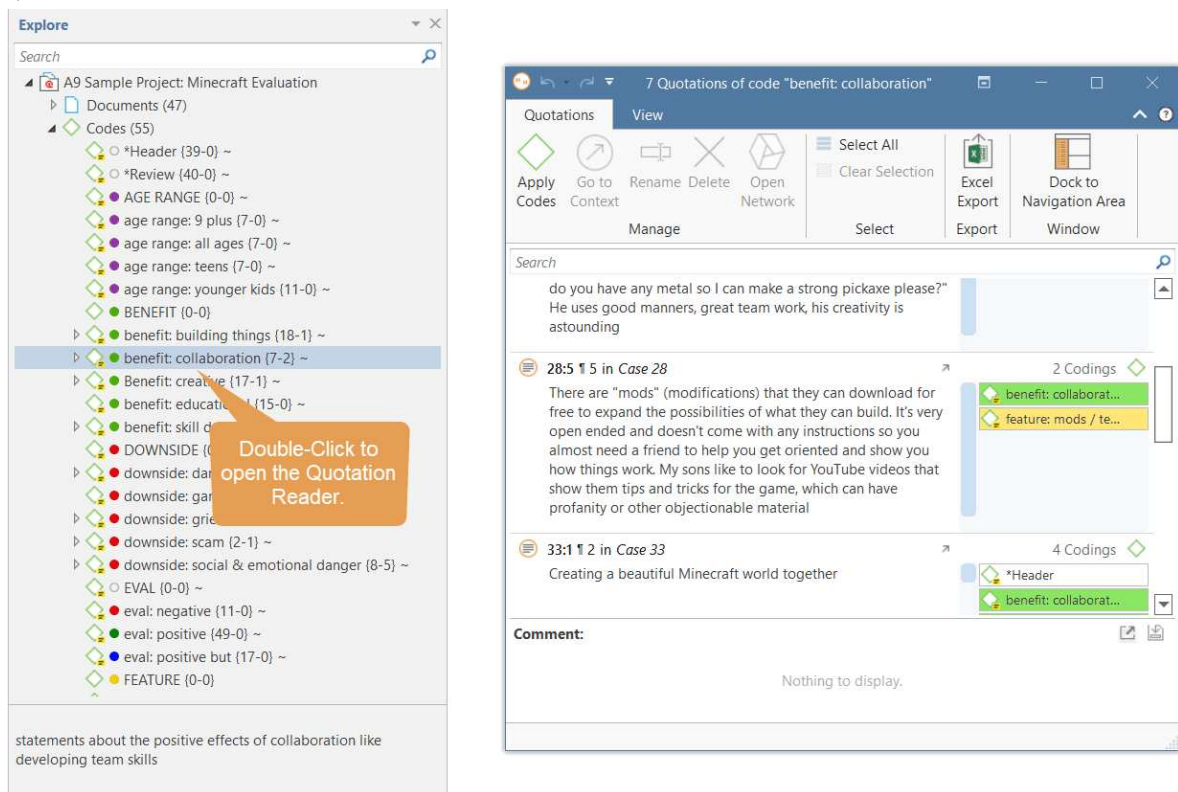 Explore
Search
A9 Sample Project: Minecraft Evaluation
Documents (47)
Codes (55)
*Header {39-0} ~
*Review {40-0} ~
AGE RANGE {0-0} ~
age range: 9 plus {7-0} ~
age range: all ages {7-0} ~
age range: teens {7-0} ~
age range: younger kids {11-0} ~
BENEFIT {0-0}
benefit: building things {18-1} ~
benefit: collaboration {7-2} ~
Benefit: creative {17-1} ~
benefit: educational {15-0} ~
benefit: skill
DOWNSIDE
downside:
downside:
downside:
downside: scam {2-1} ~
downside: social & emotional danger {8-5} ~
EVAL {0-0} ~
eval: negative {11-0} ~
eval: positive {49-0} ~
eval: positive but {17-0} ~
FEATURE {0-0}
Double-Click to
open the Quotation
Reader.
statements about the positive effects of collaboration like
developing team skills
7 Quotations of code "benefit: collaboration"
Quotations View
Apply Codes
Go to Context
Rename
Delete
Open Network
Manage
Select All
Clear Selection
Select
Excel Export
Export
Dock to Navigation Area
Window
Search
do you have any metal so I can make a strong pickaxe please?"
He uses good manners, great team work, his creativity is
astounding
28:5 ¶ 5 in Case 28
2 Codings
There are "mods" (modifications) that they can download for
free to expand the possibilities of what they can build. It's very
open ended and doesn't come with any instructions so you
almost need a friend to help you get oriented and show you
how things work. My sons like to look for YouTube videos that
show them tips and tricks for the game, which can have
profanity or other objectionable material
benefit: collaborat...
feature: mods / te...
33:1 ¶ 2 in Case 33
4 Codings
Creating a beautiful Minecraft world together
*Header
benefit: collaborat...
Comment:
Nothing to display.